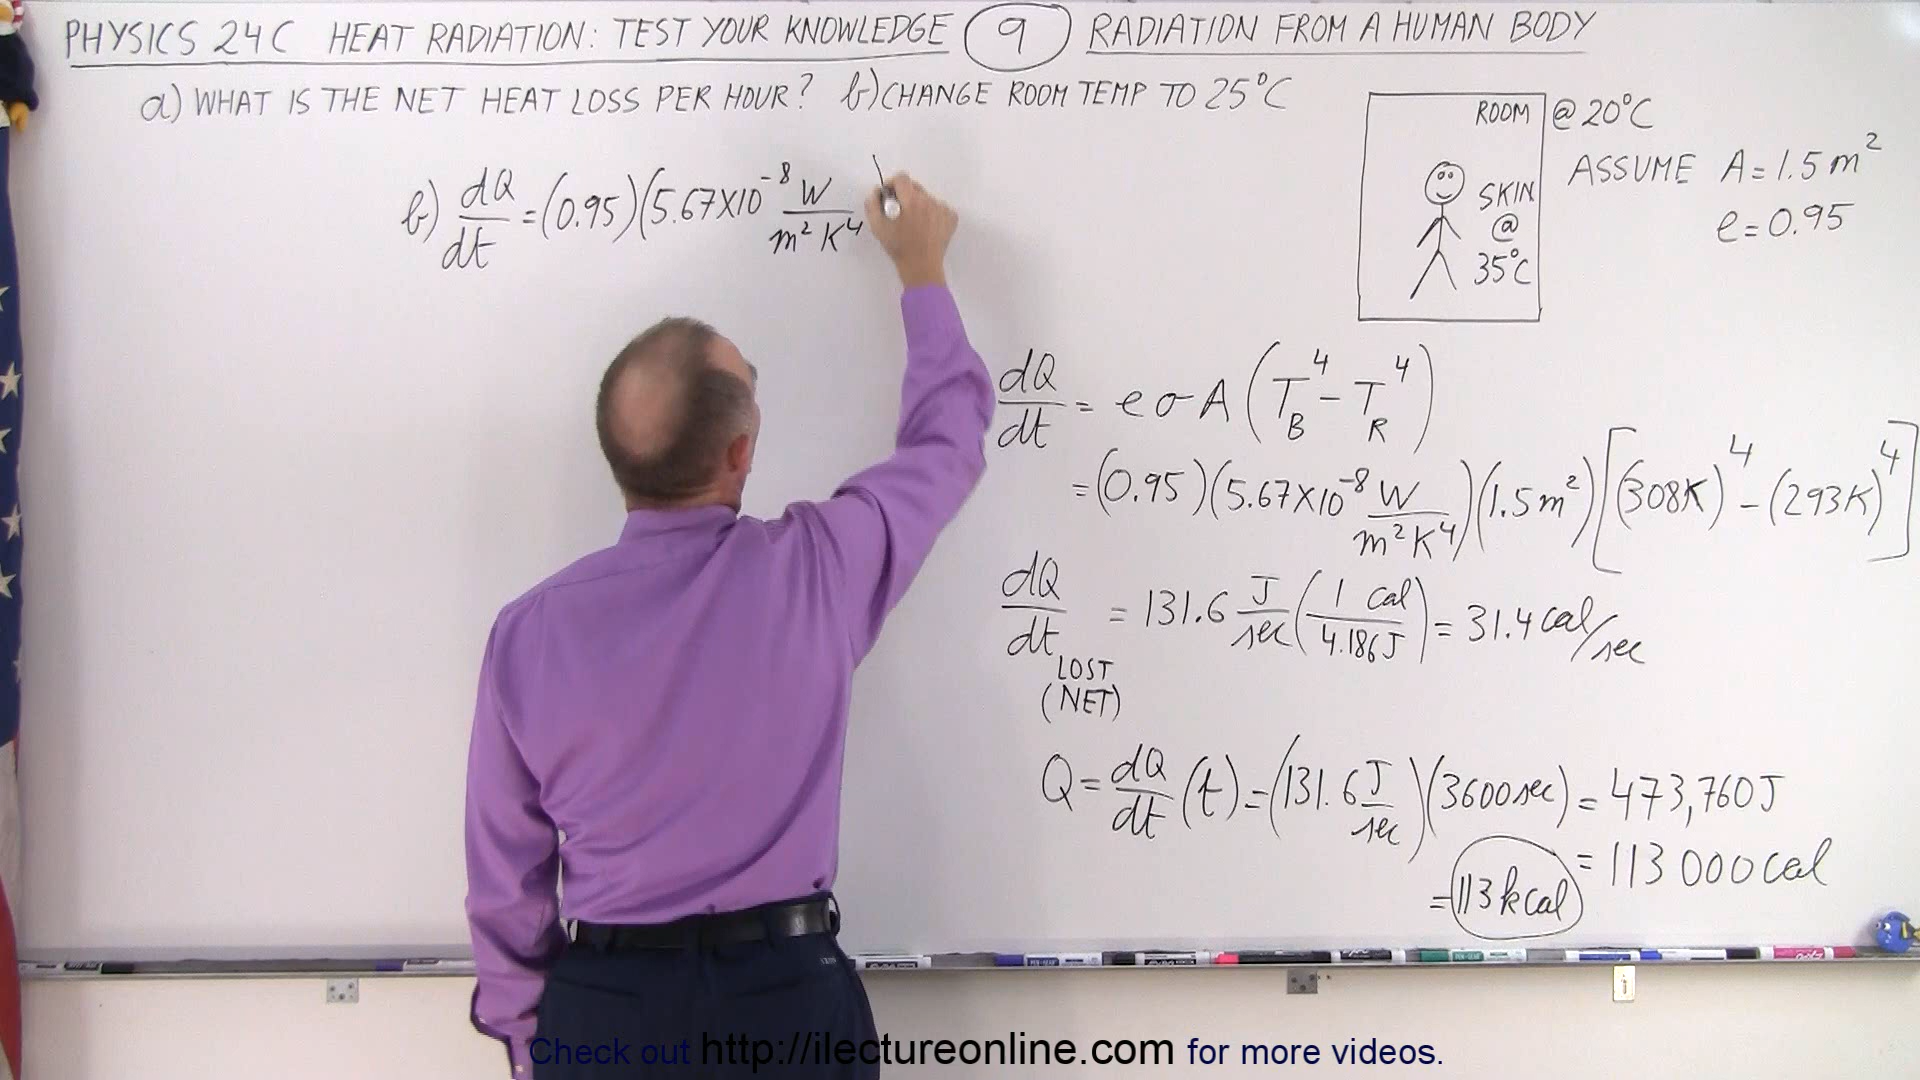 PHYSICS 24C HEAT RADIATION: TEST YOUR KNOWLEDGE 9 RADIATION FROM A HUMAN BODY
a) WHAT IS THE NET HEAT LOSS PER HOUR? b) CHANGE ROOM TEMP TO 25°C
ROOM @ 20°C
SKIN @ 35°C
ASSUME A = 1.5 m²
e = 0.95
b) dQ/dt = (0.95)(5.67X10⁻⁸ W/m²K⁴)
dQ/dt = e σ A (T_B⁴ - T_R⁴)
= (0.95)(5.67X10⁻⁸ W/m²K⁴)(1.5 m²)[(308K)⁴ - (293K)⁴]
dQ/dt LOST (NET) = 131.6 J/sec (1 cal/4.186J) = 31.4 cal/sec
Q = dQ/dt (t) = (131.6 J/sec)(3600 sec) = 473,760 J
= 113 000 cal
= 113 kcal
Check out http://ilectureonline.com for more videos.